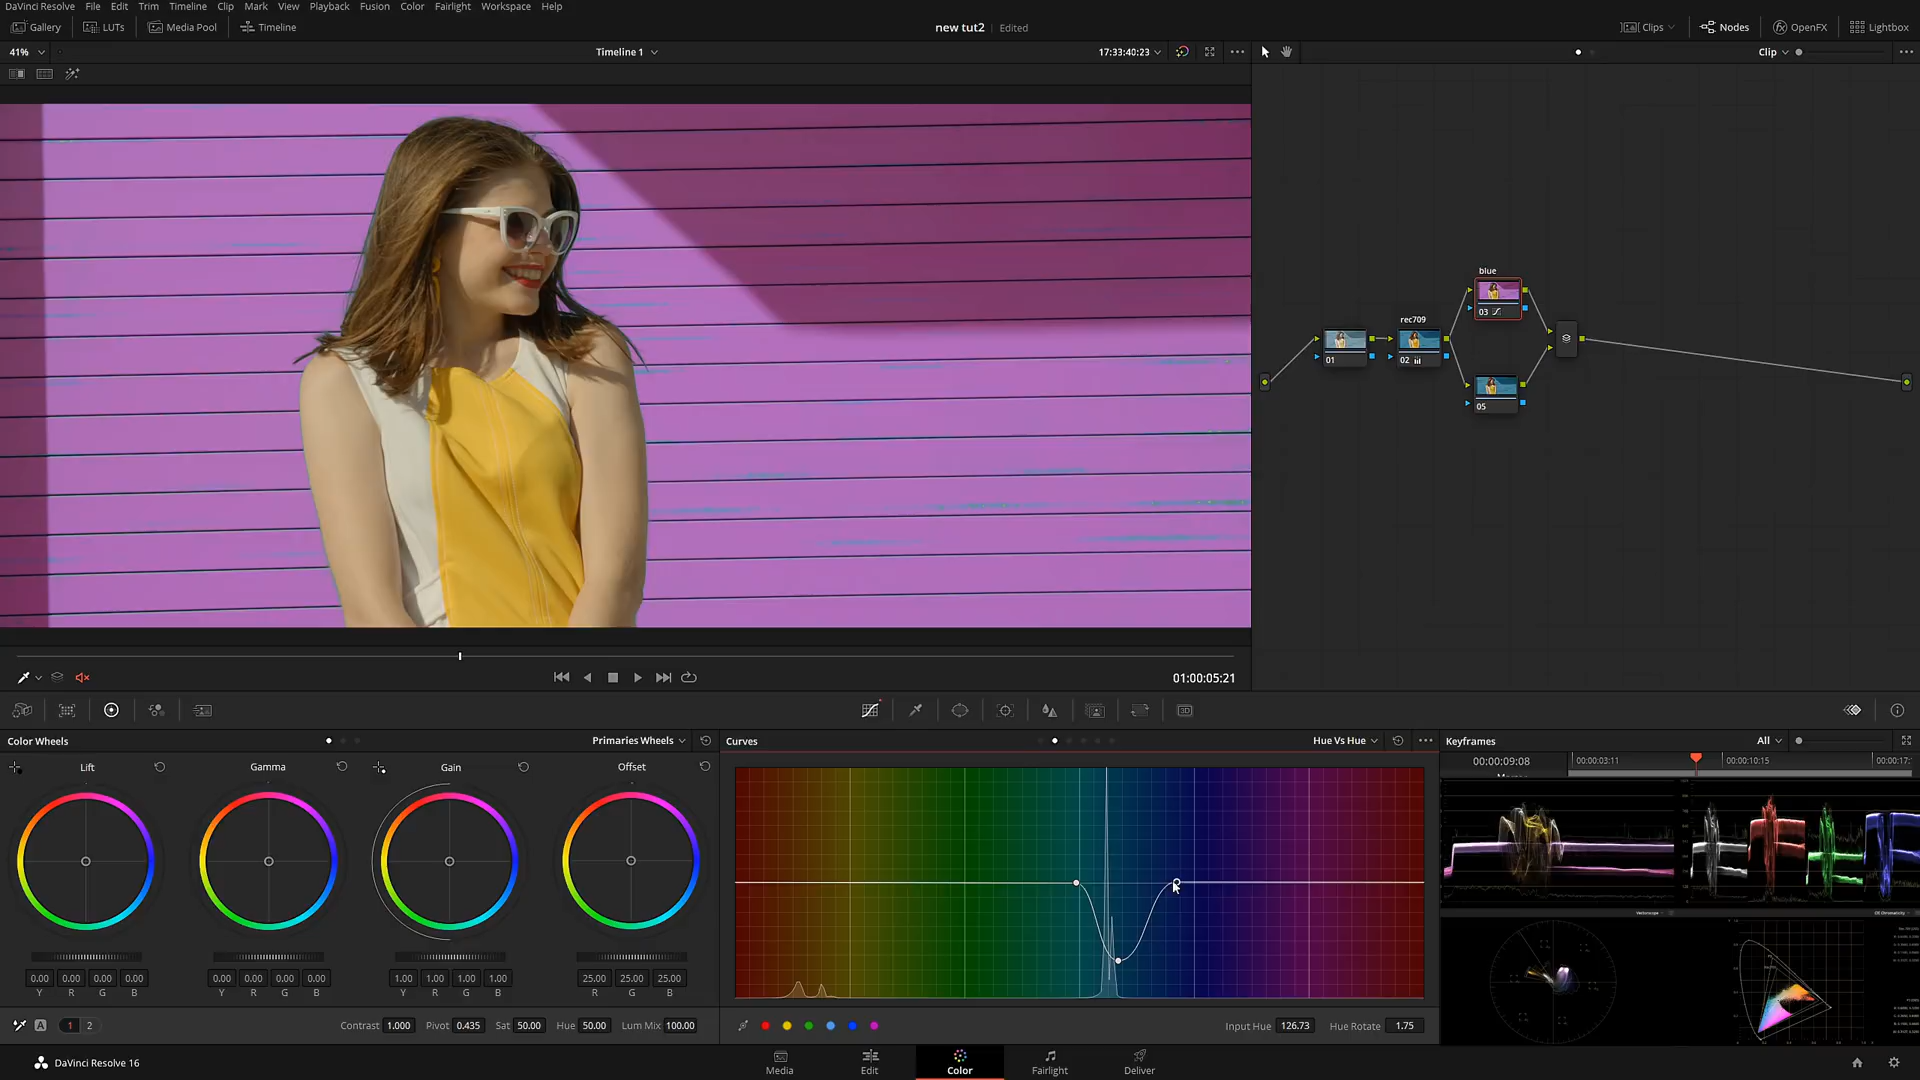 DaVinci Resolve File Edit Trim Timeline Clip Mark View Playback Fusion Color Fairlight Workspace Help
Gallery LUTs Media Pool Timeline new tut2 Edited Clips Nodes OpenFX Lightbox
41% Timeline 1 17:33:40:23 Clip
blue
03
rec709
01
02
05
01:00:05:21
Color Wheels Primaries Wheels Curves Hue Vs Hue Keyframes All
Lift Gamma Gain Offset
00:00:09:08 00:00:03:11 00:00:10:15 00:00:17:
0.00 0.00 0.00 0.00 0.00 0.00 0.00 0.00 1.00 1.00 1.00 1.00 25.00 25.00 25.00
Y R G B Y R G B Y R G B R G B
A 1 2 Contrast 1.000 Pivot 0.435 Sat 50.00 Hue 50.00 Lum Mix 100.00 Input Hue 126.73 Hue Rotate 1.75
DaVinci Resolve 16 Media Edit Color Fairlight Deliver